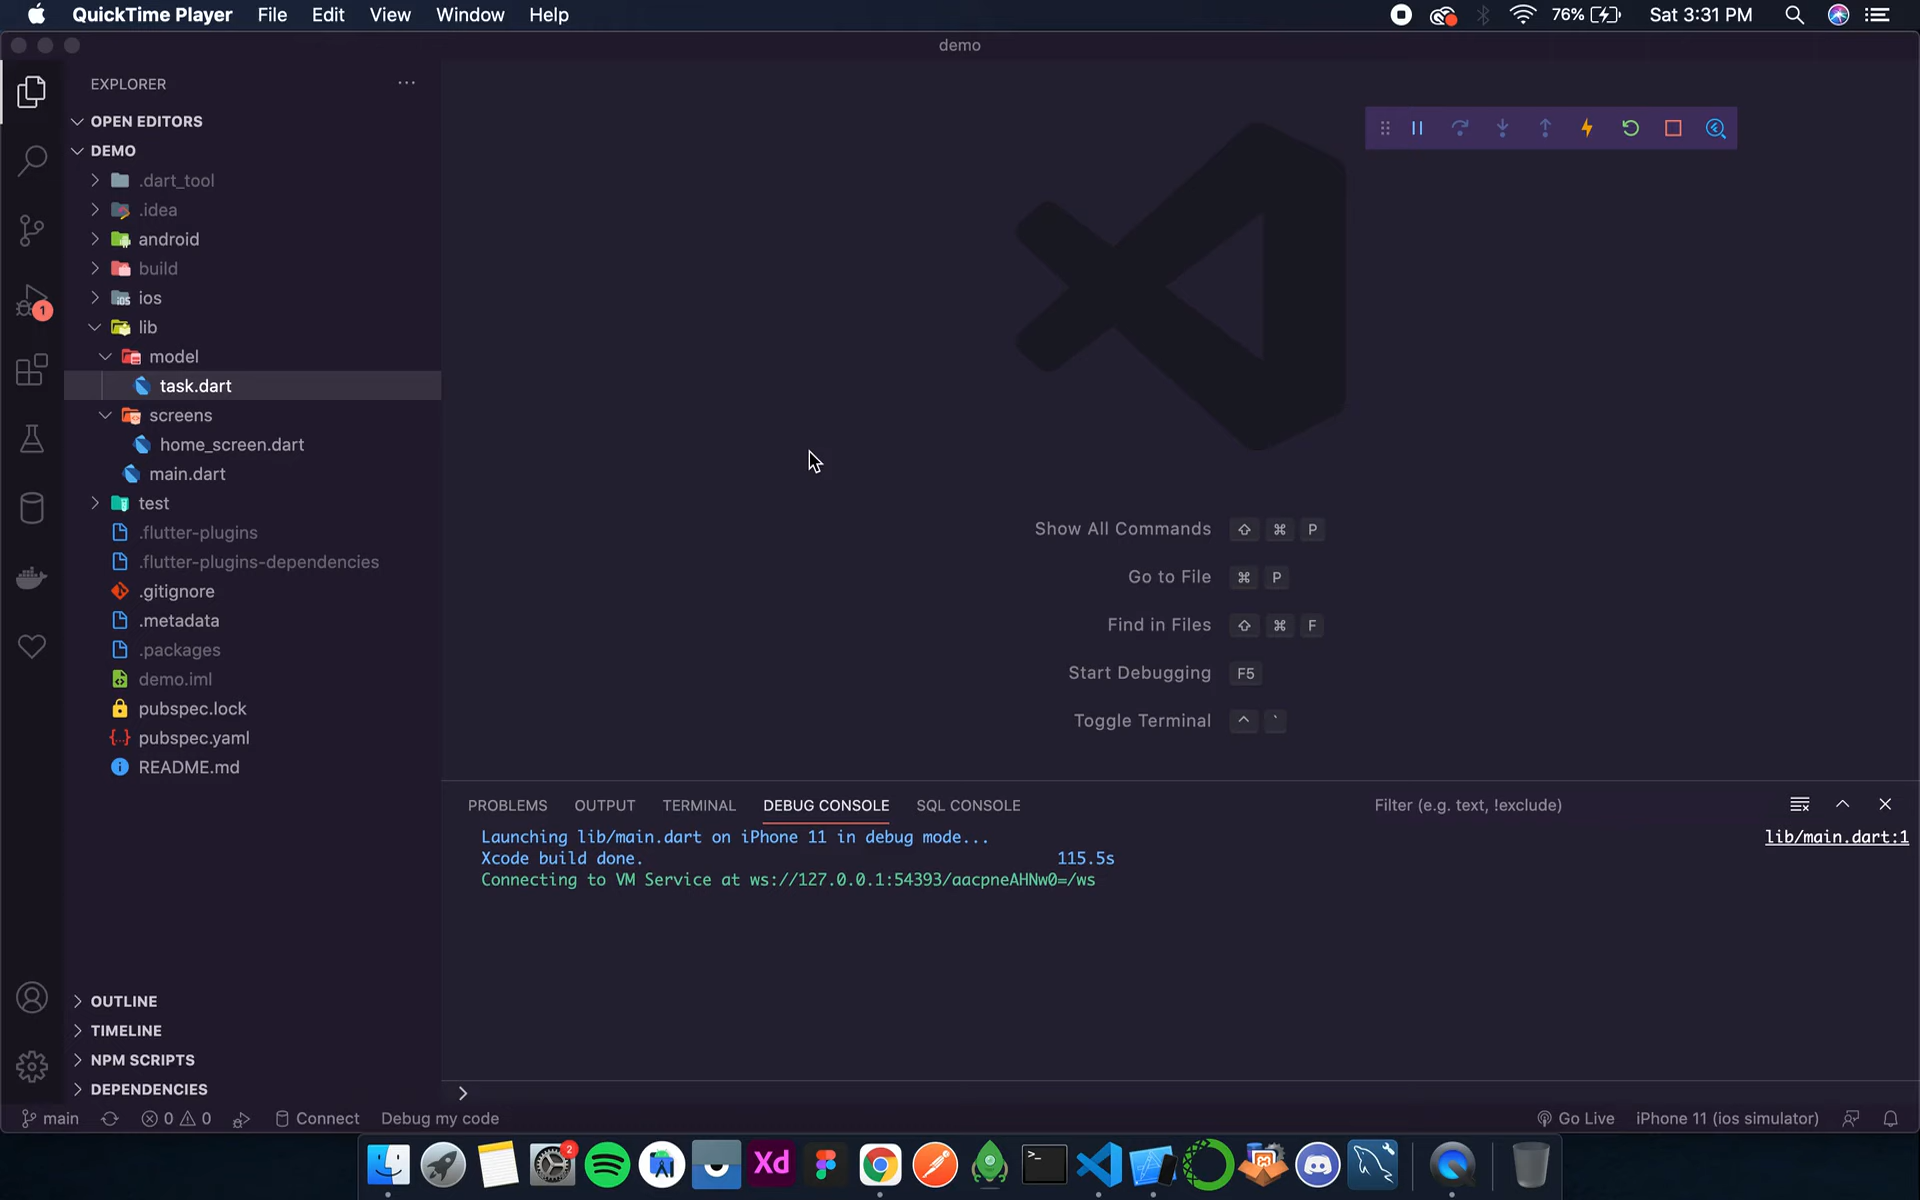 QuickTime Player File Edit View Window Help 76% Sat 3:31 PM
demo
EXPLORER
OPEN EDITORS
DEMO
.dart_tool
.idea
android
build
ios
lib
model
task.dart
screens
home_screen.dart
main.dart
test
.flutter-plugins
.flutter-plugins-dependencies
.gitignore
.metadata
.packages
demo.iml
pubspec.lock
pubspec.yaml
README.md
OUTLINE
TIMELINE
NPM SCRIPTS
DEPENDENCIES
1
Show All Commands ⇧ ⌘ P
Go to File ⌘ P
Find in Files ⇧ ⌘ F
Start Debugging F5
Toggle Terminal ^ `
PROBLEMS OUTPUT TERMINAL DEBUG CONSOLE SQL CONSOLE Filter (e.g. text, !exclude)
Launching lib/main.dart on iPhone 11 in debug mode... lib/main.dart:1
Xcode build done. 115.5s
Connecting to VM Service at ws://127.0.0.1:54393/aacpneAHNw0=/ws
main 0 0 Connect Debug my code Go Live iPhone 11 (ios simulator)
2
Xd